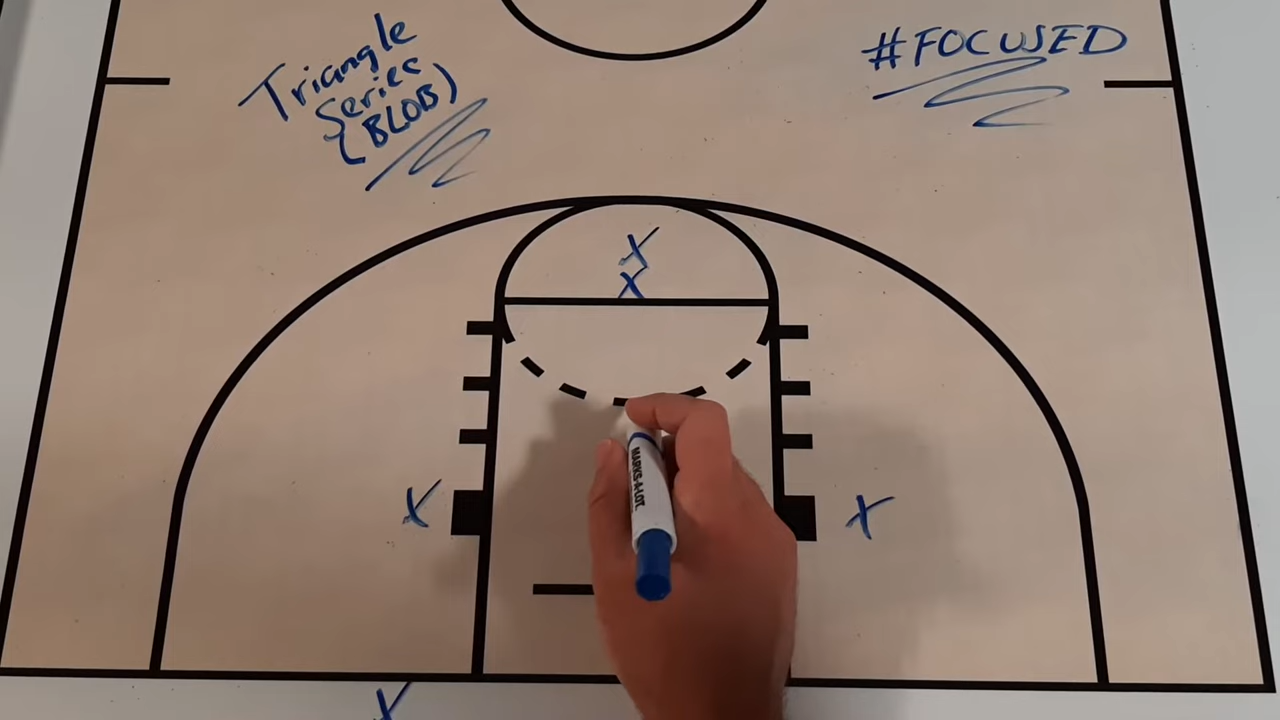 Triangle
Series
(BLOB)
#FOCUSED
X
X
X
X
MARKS-A-LOT.
X